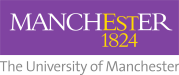 MANCHESTER
1824
The University of Manchester